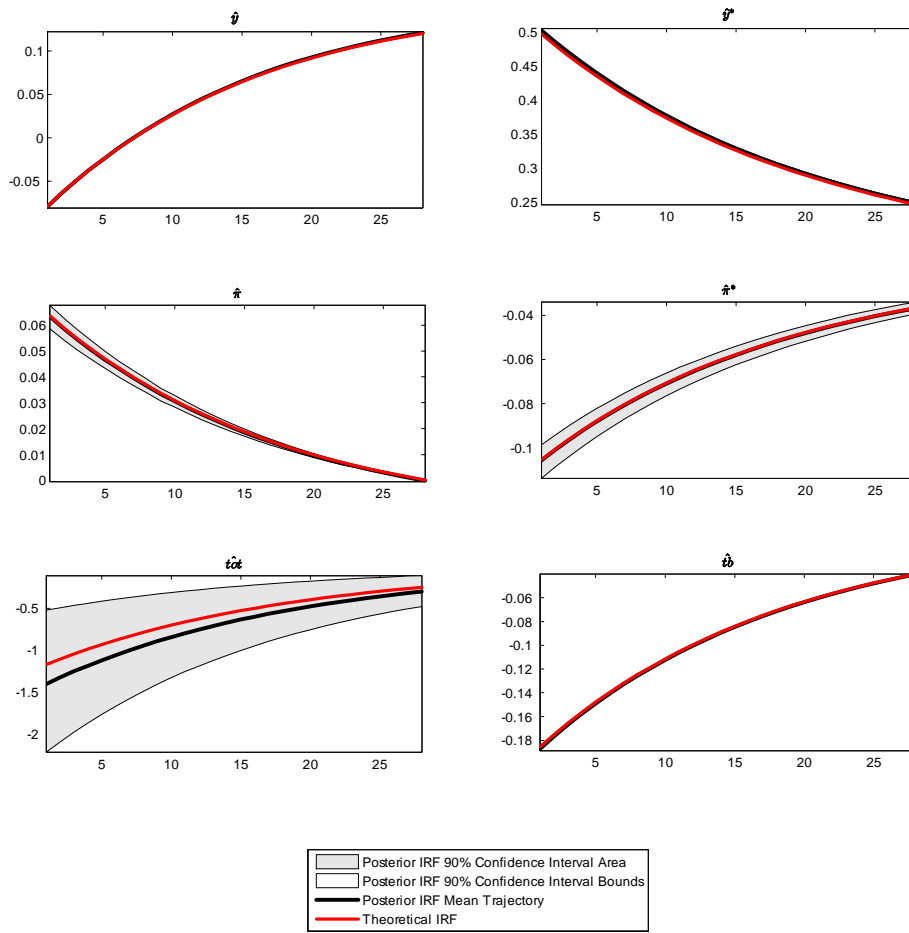 ŷ
0.1
0.05
0
-0.05
5 10 15 20 25
ŷ*
0.5
0.45
0.4
0.35
0.3
0.25
5 10 15 20 25
π̂
0.06
0.05
0.04
0.03
0.02
0.01
0
5 10 15 20 25
π̂*
-0.04
-0.06
-0.08
-0.1
5 10 15 20 25
tôt
-0.5
-1
-1.5
-2
5 10 15 20 25
tb̂
-0.06
-0.08
-0.1
-0.12
-0.14
-0.16
-0.18
5 10 15 20 25
Posterior IRF 90% Confidence Interval Area
Posterior IRF 90% Confidence Interval Bounds
Posterior IRF Mean Trajectory
Theoretical IRF